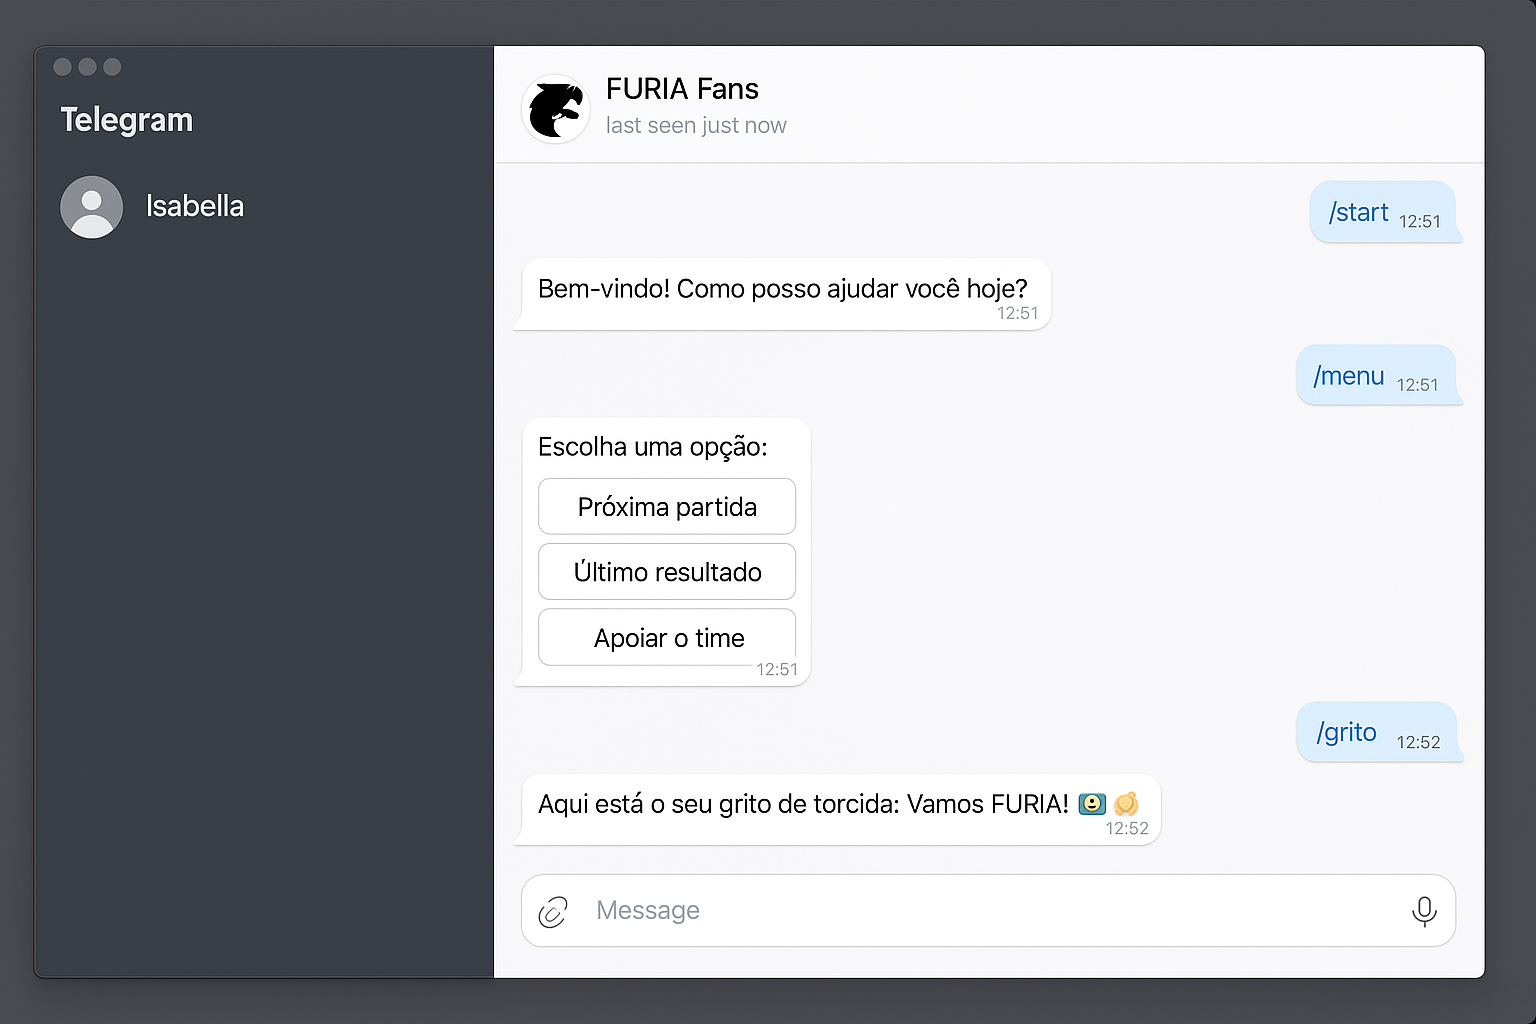 Telegram
Isabella
FURIA Fans
last seen just now
/start 12:51
Bem-vindo! Como posso ajudar você hoje?
12:51
/menu 12:51
Escolha uma opção:
Próxima partida
Último resultado
Apoiar o time
12:51
/grito 12:52
Aqui está o seu grito de torcida: Vamos FURIA!
12:52
Message